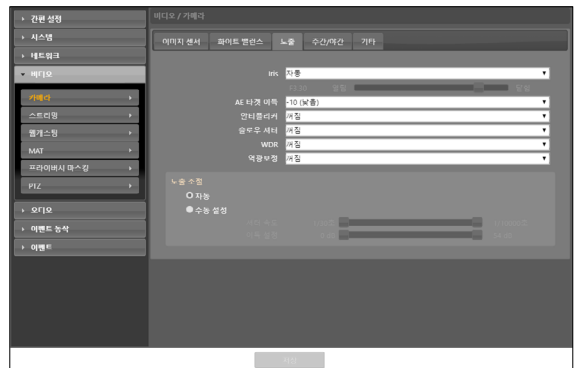 비디오 / 카메라
간편 설정
시스템
네트워크
비디오
카메라
스트리밍
웹캐스팅
MAT
프라이버시 마스킹
PTZ
오디오
이벤트 동작
이벤트
이미지 센서
화이트 밸런스
노출
주간/야간
기타
Iris 자동
AE 타겟 이득 -10 (낮음)
안티플리커 꺼짐
슬로우 셔터 꺼짐
WDR 꺼짐
역광보정 꺼짐
노출 조절
자동
수동 설정
저장